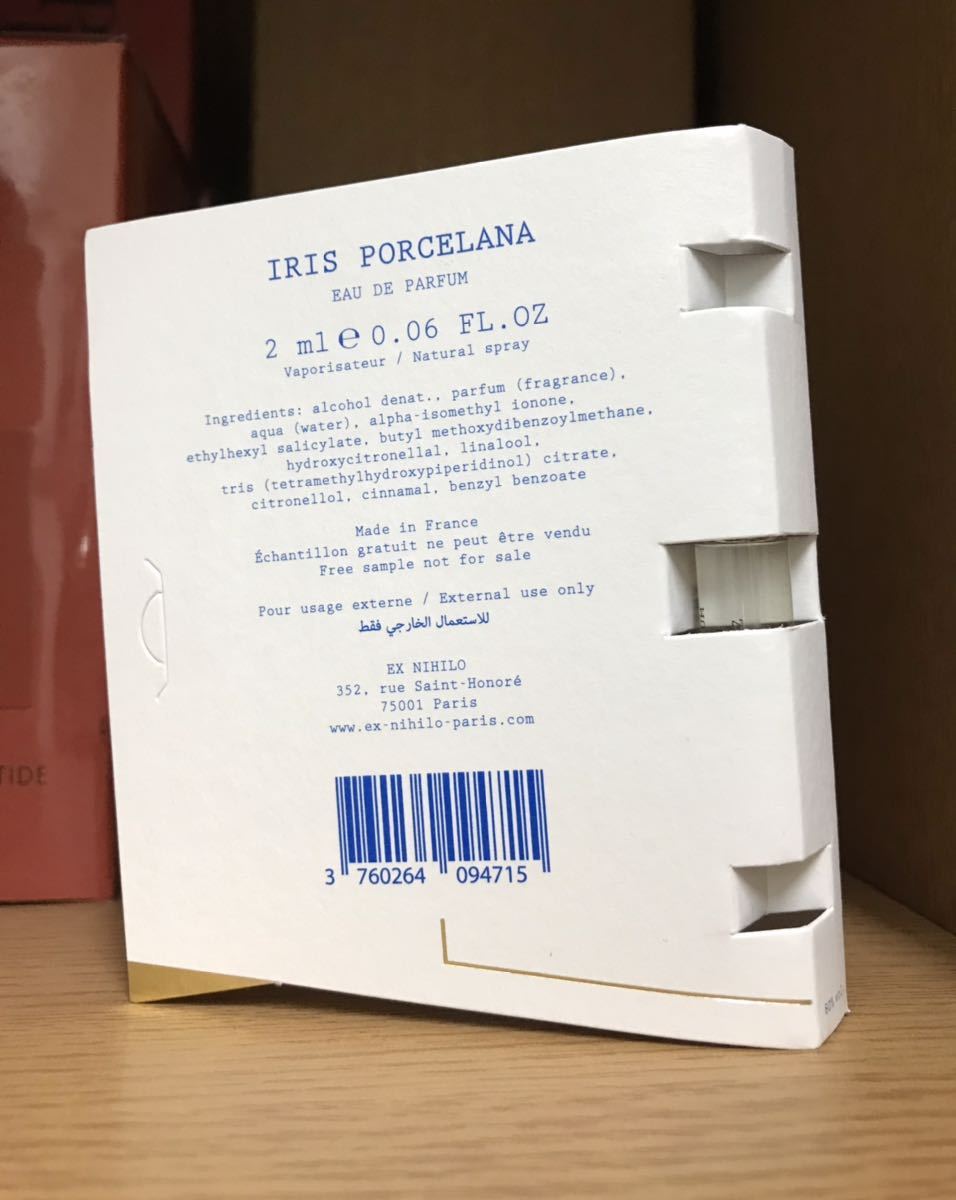 IRIS PORCELANA
EAU DE PARFUM
2 ml ℮ 0.06 FL.OZ
Vaporisateur / Natural spray
Ingredients: alcohol denat., parfum (fragrance),
aqua (water), alpha-isomethyl ionone,
ethylhexyl salicylate, butyl methoxydibenzoylmethane,
hydroxycitronellal, linalool,
tris (tetramethylhydroxypiperidinol) citrate,
citronellol, cinnamal, benzyl benzoate
Made in France
Échantillon gratuit ne peut être vendu
Free sample not for sale
Pour usage externe / External use only
للاستعمال الخارجي فقط
EX NIHILO
352, rue Saint-Honoré
75001 Paris
www.ex-nihilo-paris.com
3 760264 094715
TIDE